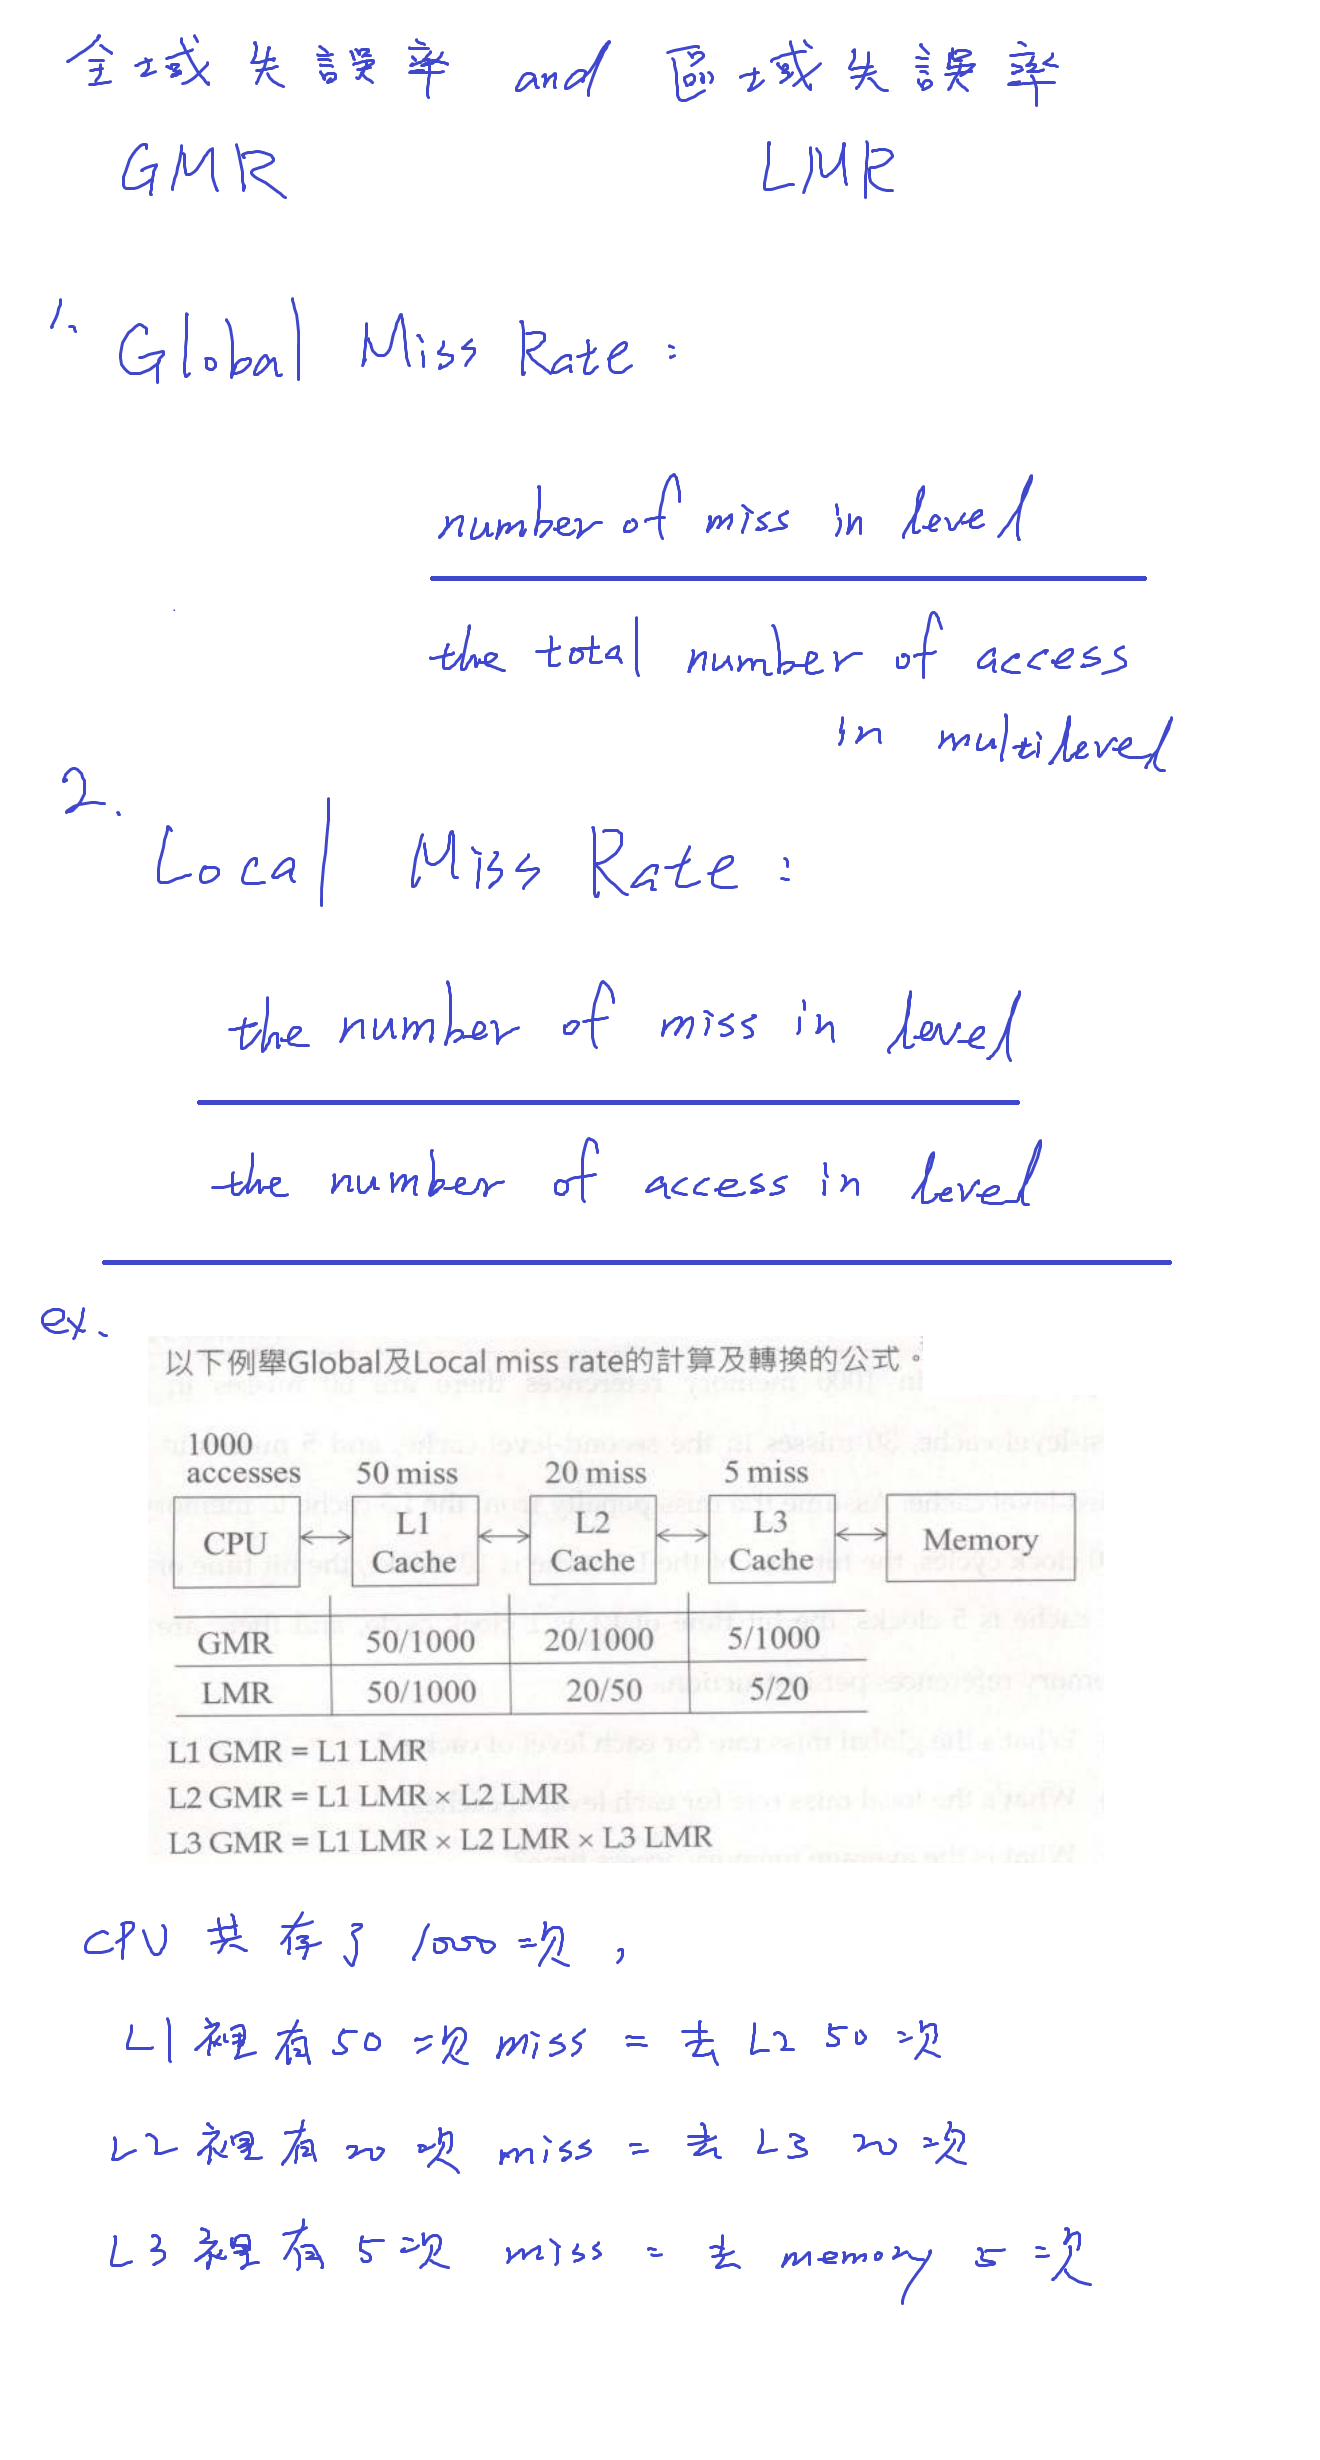 全域失誤率 and 區域失誤率
GMR LMR
1. Global Miss Rate:
number of miss in level
the total number of access
in multilevel
2.
Local Miss Rate:
the number of miss in level
the number of access in level
ex.
以下例舉Global及Local miss rate的計算及轉換的公式。
1000
accesses 50 miss 20 miss 5 miss
CPU L1 Cache L2 Cache L3 Cache Memory
GMR 50/1000 20/1000 5/1000
LMR 50/1000 20/50 5/20
L1 GMR = L1 LMR
L2 GMR = L1 LMR × L2 LMR
L3 GMR = L1 LMR × L2 LMR × L3 LMR
CPU 共存了 1000 次,
L1 裡有 50 次 miss = 去 L2 50 次
L2 裡有 20 次 miss = 去 L3 20 次
L3 裡有 5 次 miss = 去 memory 5 次